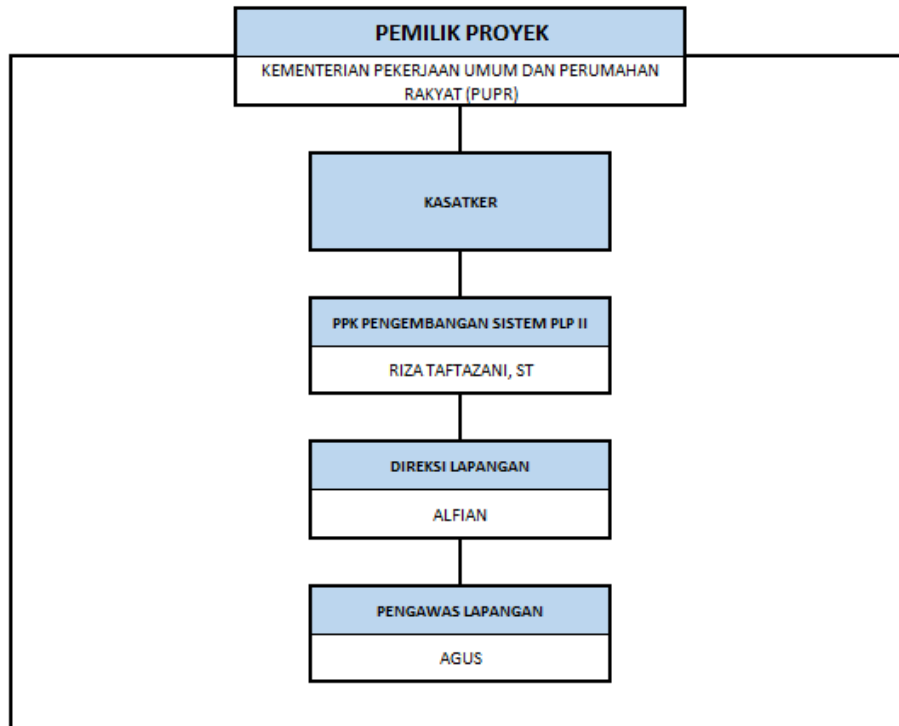 PEMILIK PROYEK
KEMENTERIAN PEKERJAAN UMUM DAN PERUMAHAN
RAKYAT (PUPR)
KASATKER
PPK PENGEMBANGAN SISTEM PLP II
RIZA TAFTAZANI, ST
DIREKSI LAPANGAN
ALFIAN
PENGAWAS LAPANGAN
AGUS